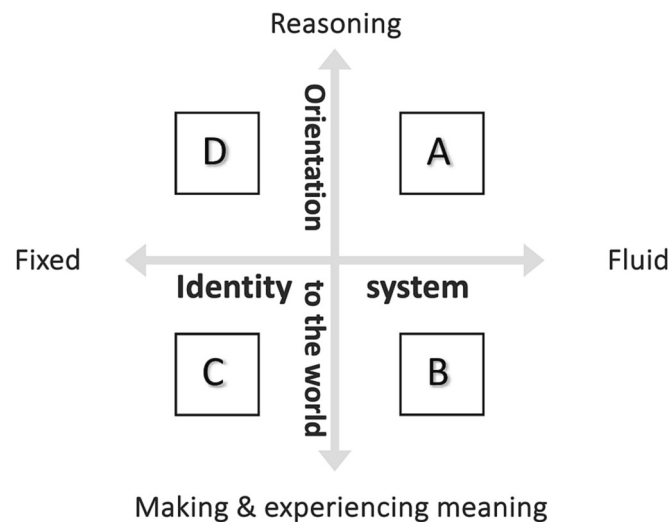 Reasoning
Orientation
D
A
Fixed
Fluid
Identity system
to the world
C
B
Making & experiencing meaning